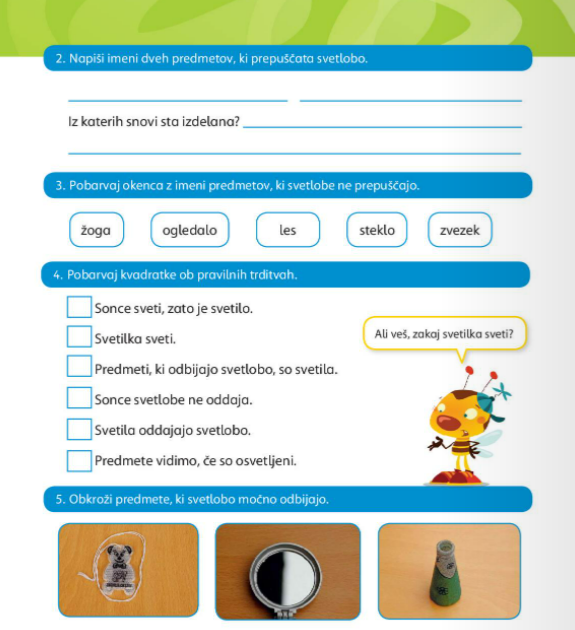 2. Napiši imeni dveh predmetov, ki prepuščata svetlobo.
Iz katerih snovi sta izdelana?
3. Pobarvaj okenca z imeni predmetov, ki svetlobe ne prepuščajo.
žoga ogledalo les steklo zvezek
4. Pobarvaj kvadratke ob pravilnih trditvah.
Sonce sveti, zato je svetilo.
Svetilka sveti.
Ali veš, zakaj svetilka sveti?
Predmeti, ki odbijajo svetlobo, so svetila.
Sonce svetlobe ne oddaja.
Svetila oddajajo svetlobo.
Predmete vidimo, če so osvetljeni.
5. Obkroži predmete, ki svetlobo močno odbijajo.